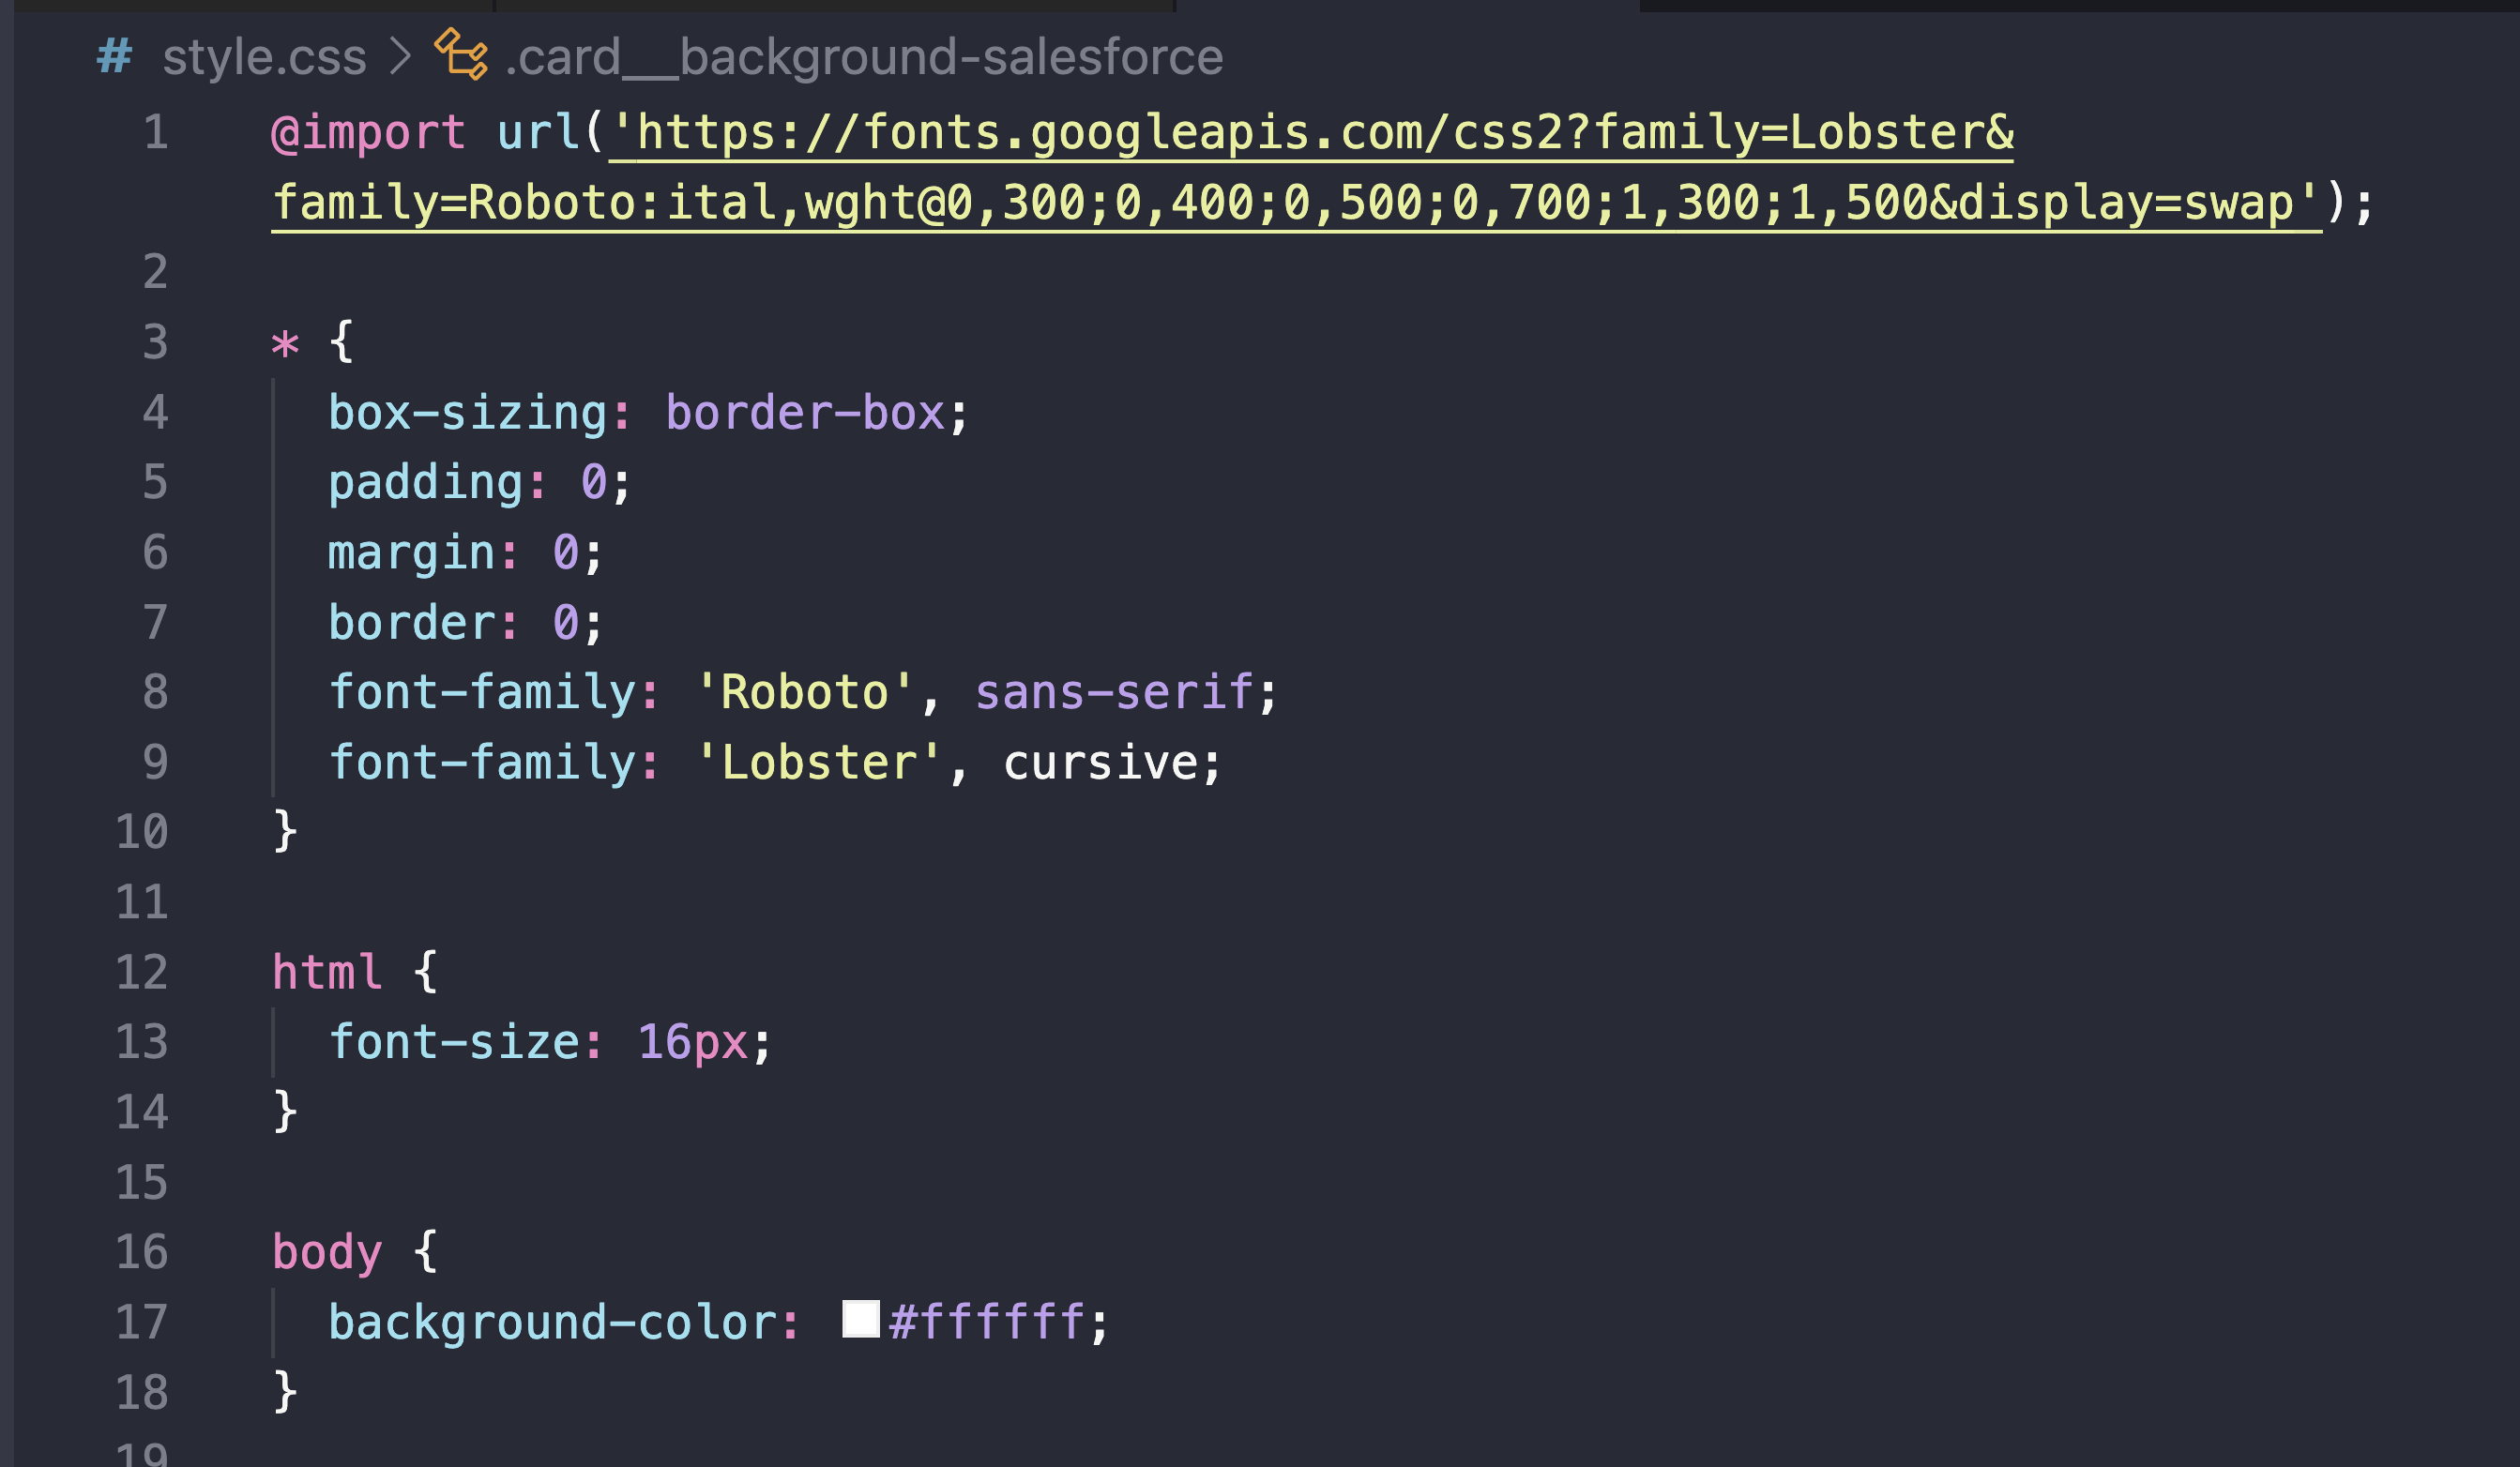 # style.css > .card__background-salesforce
1 @import url('https://fonts.googleapis.com/css2?family=Lobster&
family=Roboto:ital,wght@0,300;0,400;0,500;0,700;1,300;1,500&display=swap');
2
3 * {
4 box-sizing: border-box;
5 padding: 0;
6 margin: 0;
7 border: 0;
8 font-family: 'Roboto', sans-serif;
9 font-family: 'Lobster', cursive;
10 }
11
12 html {
13 font-size: 16px;
14 }
15
16 body {
17 background-color: #ffffff;
18 }
19